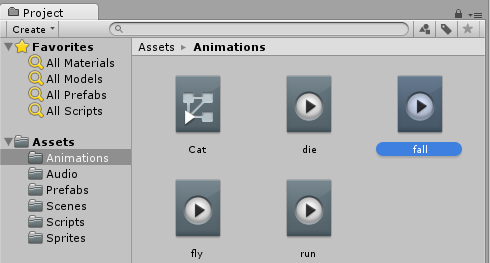 Project
Create
Favorites
All Materials
All Models
All Prefabs
All Scripts
Assets
Animations
Audio
Prefabs
Scenes
Scripts
Sprites
Assets ▸ Animations
Cat die fall
fly run